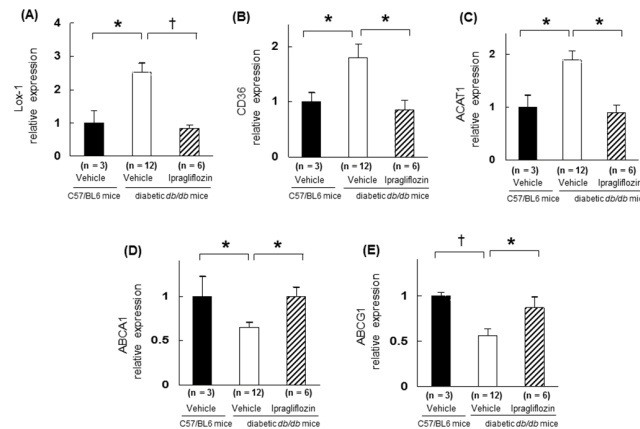 (A)
Lox-1
relative expression
4
3
2
1
0
*
†
(n = 3) (n = 12) (n = 6)
Vehicle Vehicle Ipragliflozin
C57/BL6 mice diabetic db/db mice
(B)
CD36
relative expression
2
1
0
*
*
(n = 3) (n = 12) (n = 6)
Vehicle Vehicle Ipragliflozin
C57/BL6 mice diabetic db/db mice
(C)
ACAT1
relative expression
2
1
0
*
*
(n = 3) (n = 12) (n = 6)
Vehicle Vehicle Ipragliflozin
C57/BL6 mice diabetic db/db mice
(D)
ABCA1
relative expression
1
0.5
0
*
*
(n = 3) (n = 12) (n = 6)
Vehicle Vehicle Ipragliflozin
C57/BL6 mice diabetic db/db mice
(E)
ABCG1
relative expression
1
0.5
0
†
*
(n = 3) (n = 12) (n = 6)
Vehicle Vehicle Ipragliflozin
C57/BL6 mice diabetic db/db mice